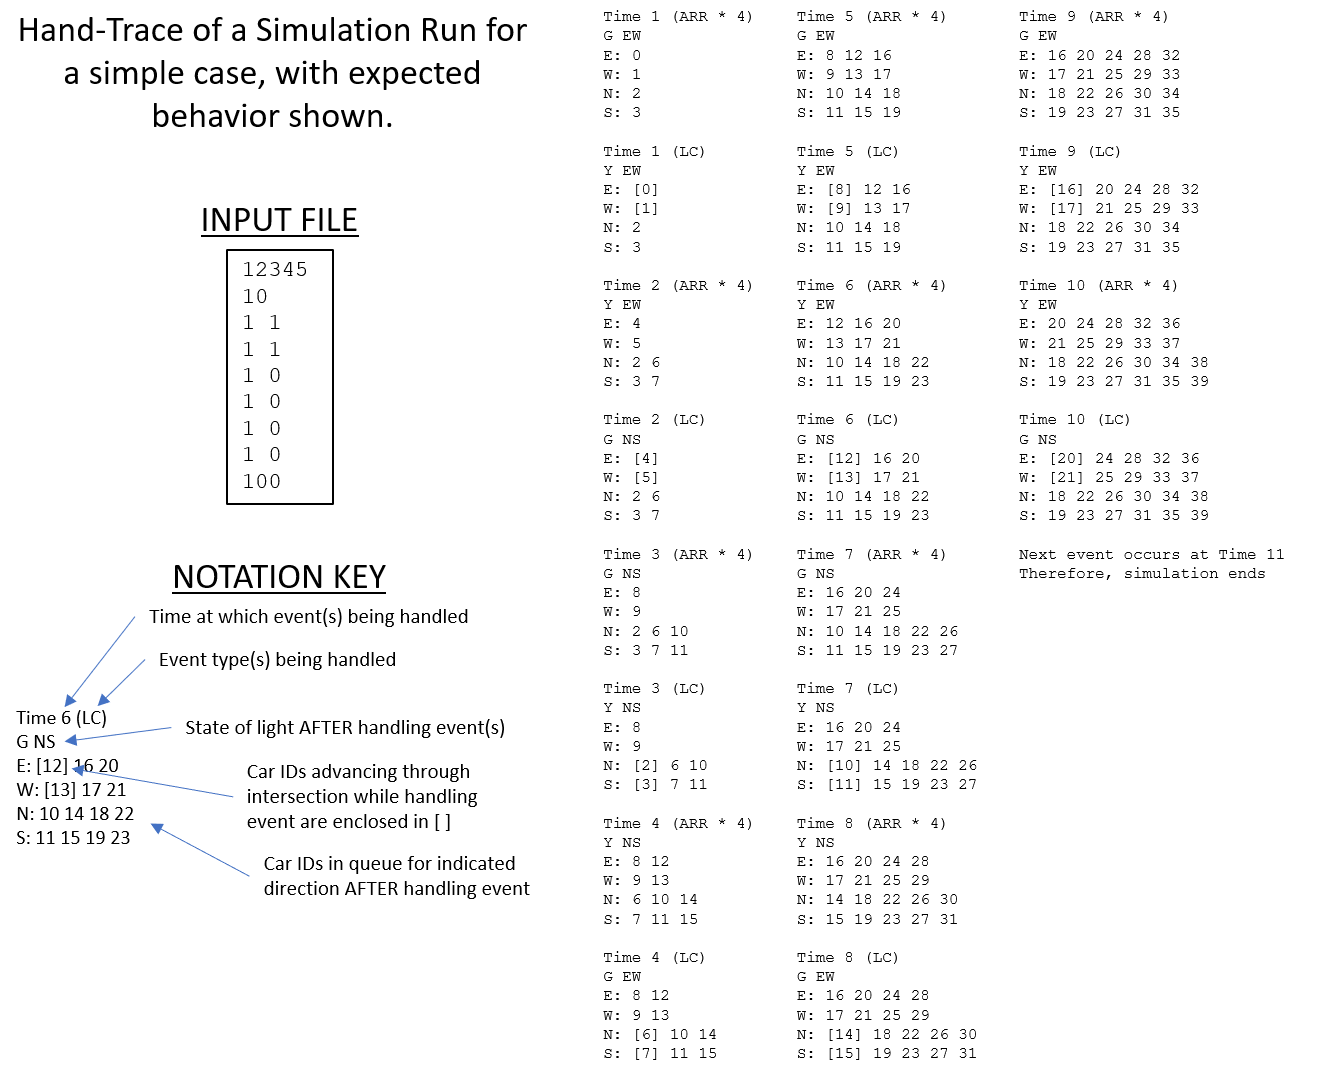 Hand-Trace of a Simulation Run for
a simple case, with expected
behavior shown.
INPUT FILE
12345
10
1 1
1 1
1 0
1 0
1 0
1 0
100
NOTATION KEY
Time at which event(s) being handled
Event type(s) being handled
Time 6 (LC)
G NS
E: [12] 16 20
W: [13] 17 21
N: 10 14 18 22
S: 11 15 19 23
State of light AFTER handling event(s)
Car IDs advancing through
intersection while handling
event are enclosed in [ ]
Car IDs in queue for indicated
direction AFTER handling event
Time 1 (ARR * 4)
G EW
E: 0
W: 1
N: 2
S: 3
Time 1 (LC)
Y EW
E: [0]
W: [1]
N: 2
S: 3
Time 2 (ARR * 4)
Y EW
E: 4
W: 5
N: 2 6
S: 3 7
Time 2 (LC)
G NS
E: [4]
W: [5]
N: 2 6
S: 3 7
Time 3 (ARR * 4)
G NS
E: 8
W: 9
N: 2 6 10
S: 3 7 11
Time 3 (LC)
Y NS
E: 8
W: 9
N: [2] 6 10
S: [3] 7 11
Time 4 (ARR * 4)
Y NS
E: 8 12
W: 9 13
N: 6 10 14
S: 7 11 15
Time 4 (LC)
G EW
E: 8 12
W: 9 13
N: [6] 10 14
S: [7] 11 15
Time 5 (ARR * 4)
G EW
E: 8 12 16
W: 9 13 17
N: 10 14 18
S: 11 15 19
Time 5 (LC)
Y EW
E: [8] 12 16
W: [9] 13 17
N: 10 14 18
S: 11 15 19
Time 6 (ARR * 4)
Y EW
E: 12 16 20
W: 13 17 21
N: 10 14 18 22
S: 11 15 19 23
Time 6 (LC)
G NS
E: [12] 16 20
W: [13] 17 21
N: 10 14 18 22
S: 11 15 19 23
Time 7 (ARR * 4)
G NS
E: 16 20 24
W: 17 21 25
N: 10 14 18 22 26
S: 11 15 19 23 27
Time 7 (LC)
Y NS
E: 16 20 24
W: 17 21 25
N: [10] 14 18 22 26
S: [11] 15 19 23 27
Time 8 (ARR * 4)
Y NS
E: 16 20 24 28
W: 17 21 25 29
N: 14 18 22 26 30
S: 15 19 23 27 31
Time 8 (LC)
G EW
E: 16 20 24 28
W: 17 21 25 29
N: [14] 18 22 26 30
S: [15] 19 23 27 31
Time 9 (ARR * 4)
G EW
E: 16 20 24 28 32
W: 17 21 25 29 33
N: 18 22 26 30 34
S: 19 23 27 31 35
Time 9 (LC)
Y EW
E: [16] 20 24 28 32
W: [17] 21 25 29 33
N: 18 22 26 30 34
S: 19 23 27 31 35
Time 10 (ARR * 4)
Y EW
E: 20 24 28 32 36
W: 21 25 29 33 37
N: 18 22 26 30 34 38
S: 19 23 27 31 35 39
Time 10 (LC)
G NS
E: [20] 24 28 32 36
W: [21] 25 29 33 37
N: 18 22 26 30 34 38
S: 19 23 27 31 35 39
Next event occurs at Time 11
Therefore, simulation ends